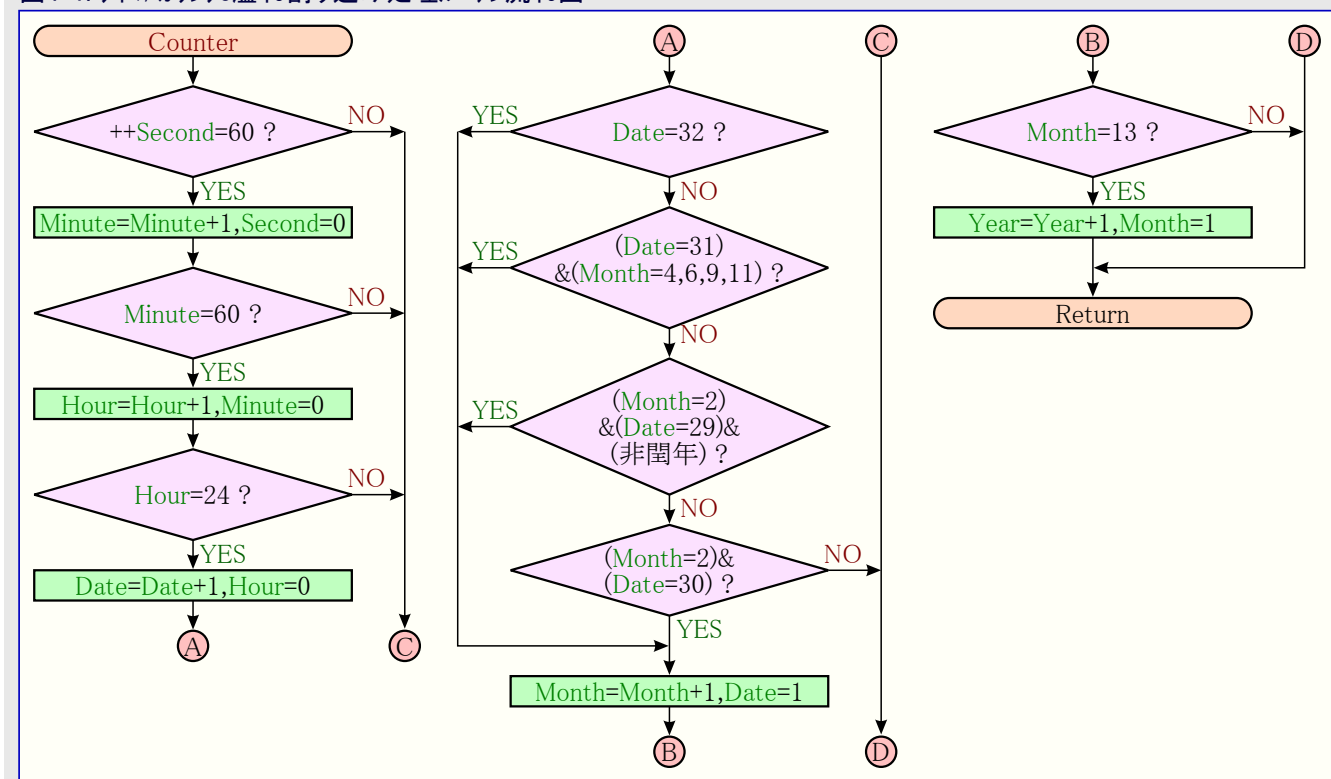 Counter
++Second=60 ?
NO
YES
Minute=Minute+1,Second=0
Minute=60 ?
NO
YES
Hour=Hour+1,Minute=0
Hour=24 ?
NO
YES
Date=Date+1,Hour=0
A
C
A
YES
Date=32 ?
NO
YES
(Date=31)
&(Month=4,6,9,11) ?
NO
YES
(Month=2)
&(Date=29)&
(非閏年) ?
NO
(Month=2)&
(Date=30) ?
NO
YES
Month=Month+1,Date=1
B
C
D
B
D
Month=13 ?
NO
YES
Year=Year+1,Month=1
Return